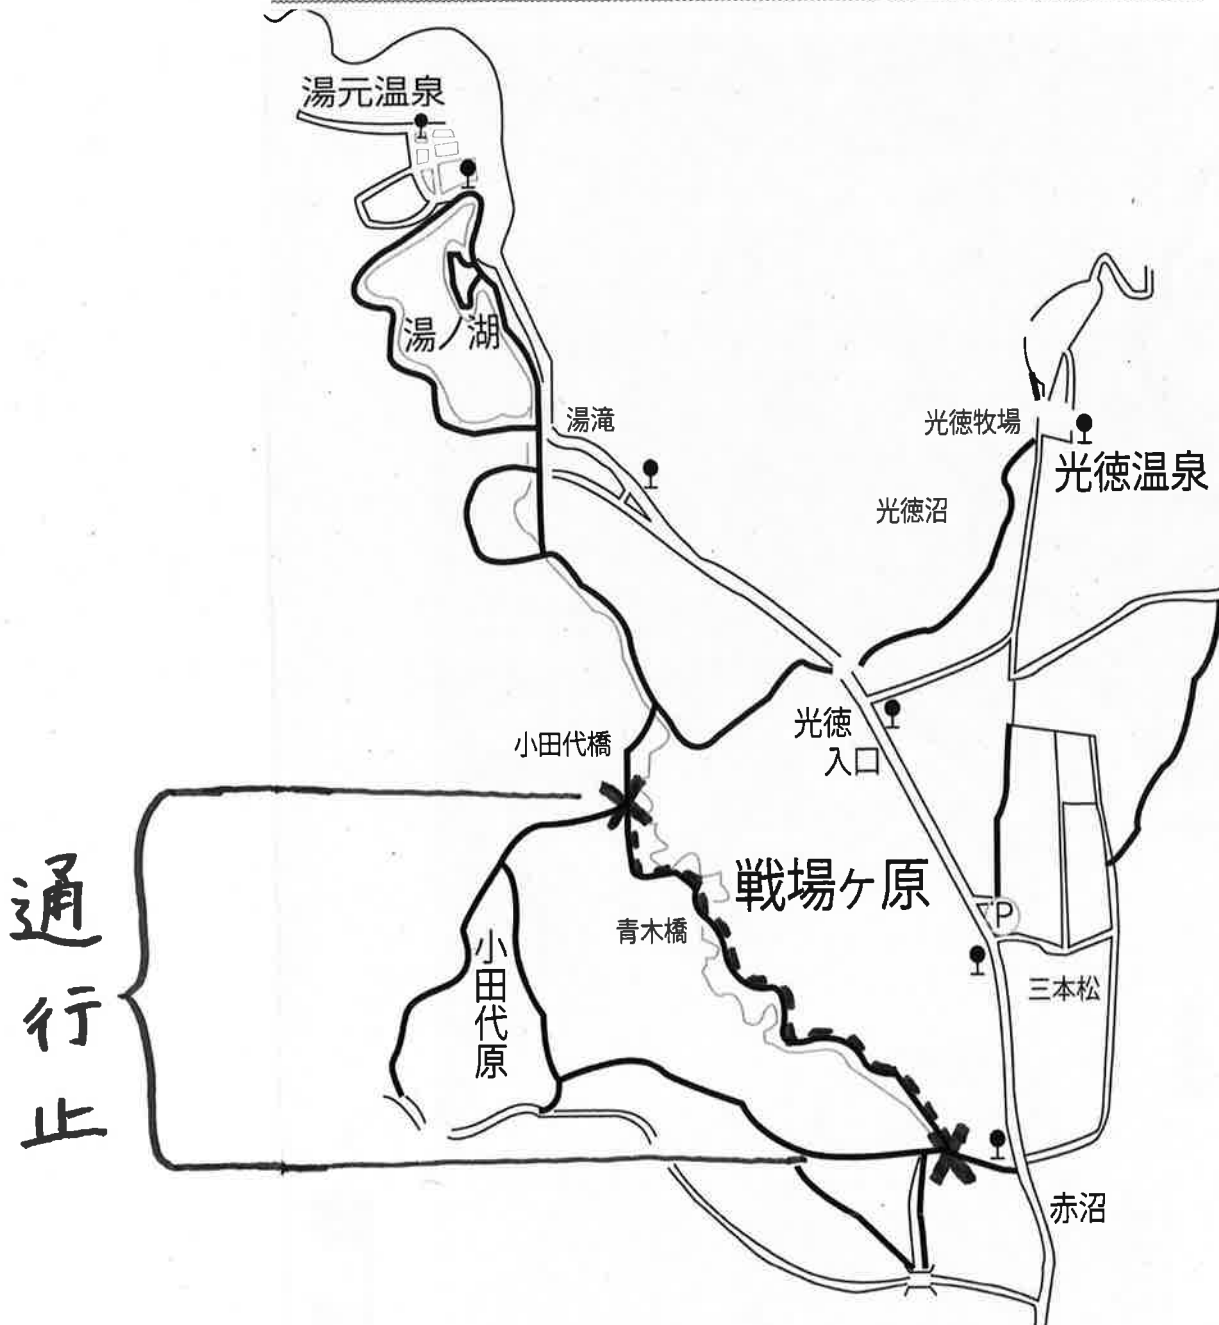 湯元温泉
湯ノ湖
湯滝
光徳牧場
光徳温泉
光徳沼
小田代橋
光徳
入口
戦場ヶ原
P
青木橋
小田代原
三本松
赤沼
通行止